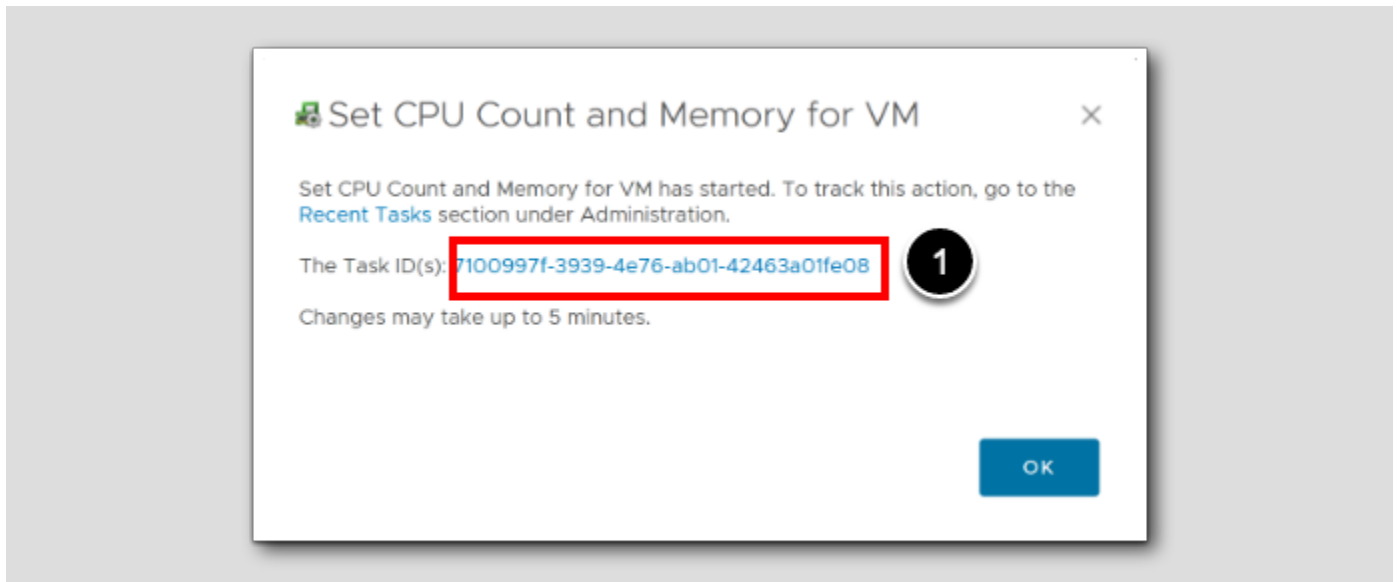 Set CPU Count and Memory for VM
Set CPU Count and Memory for VM has started. To track this action, go to the
Recent Tasks section under Administration.
The Task ID(s): 7100997f-3939-4e76-ab01-42463a01fe08
1
Changes may take up to 5 minutes.
OK